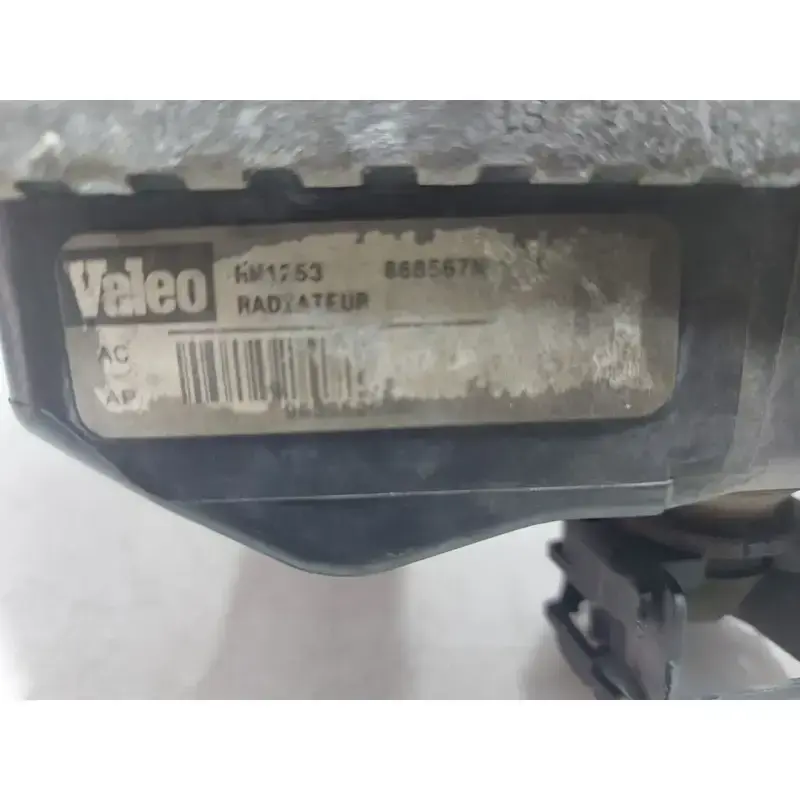 Valeo RM1253 868567N
RADIATEUR
AC
AP